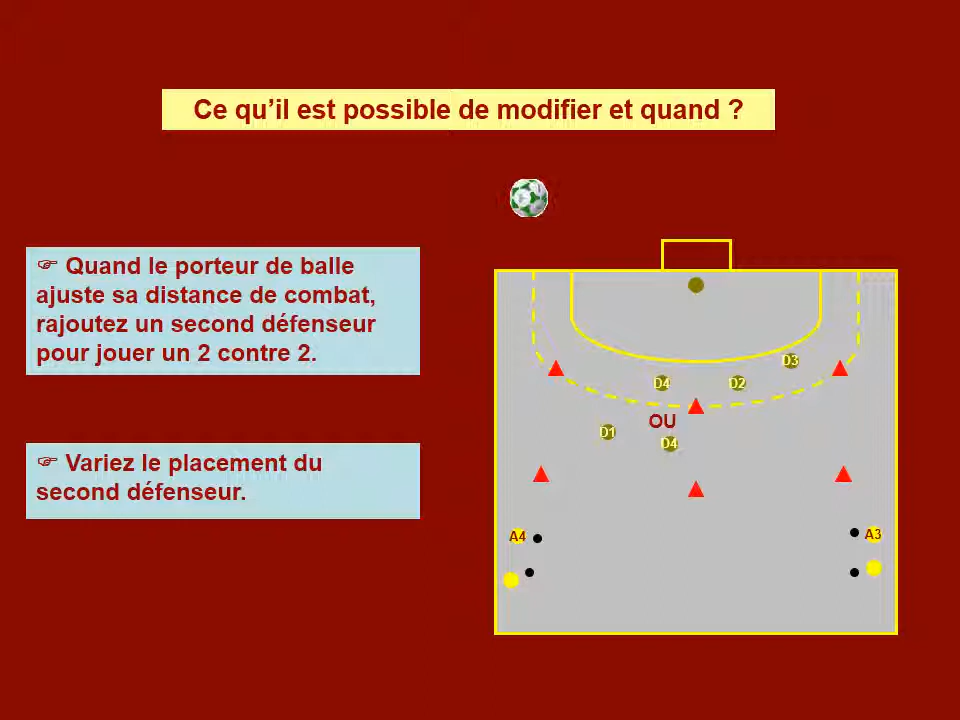 Ce qu’il est possible de modifier et quand ?
☞ Quand le porteur de balle
ajuste sa distance de combat,
rajoutez un second défenseur
pour jouer un 2 contre 2.
☞ Variez le placement du
second défenseur.
D3
D4
D2
OU
D1
D4
A4
A3